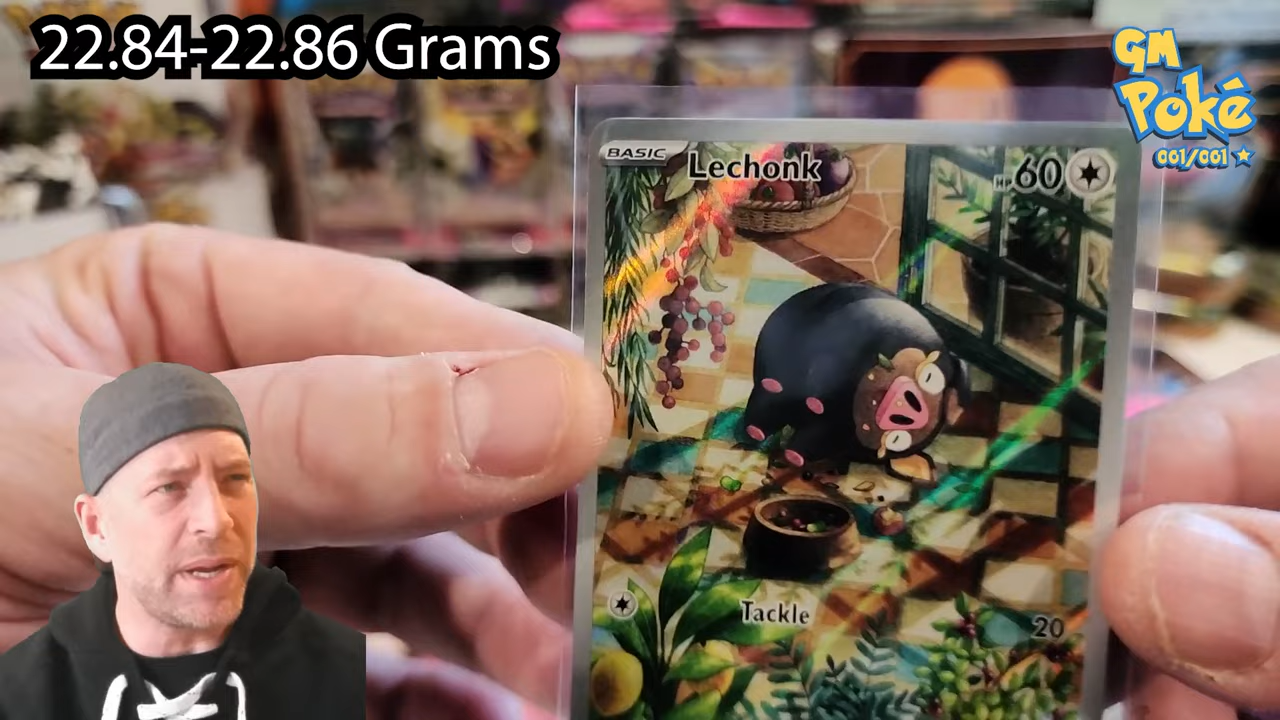 22.84-22.86 Grams
GM
Poké
001/001
BASIC
Lechonk
HP 60
Tackle
20